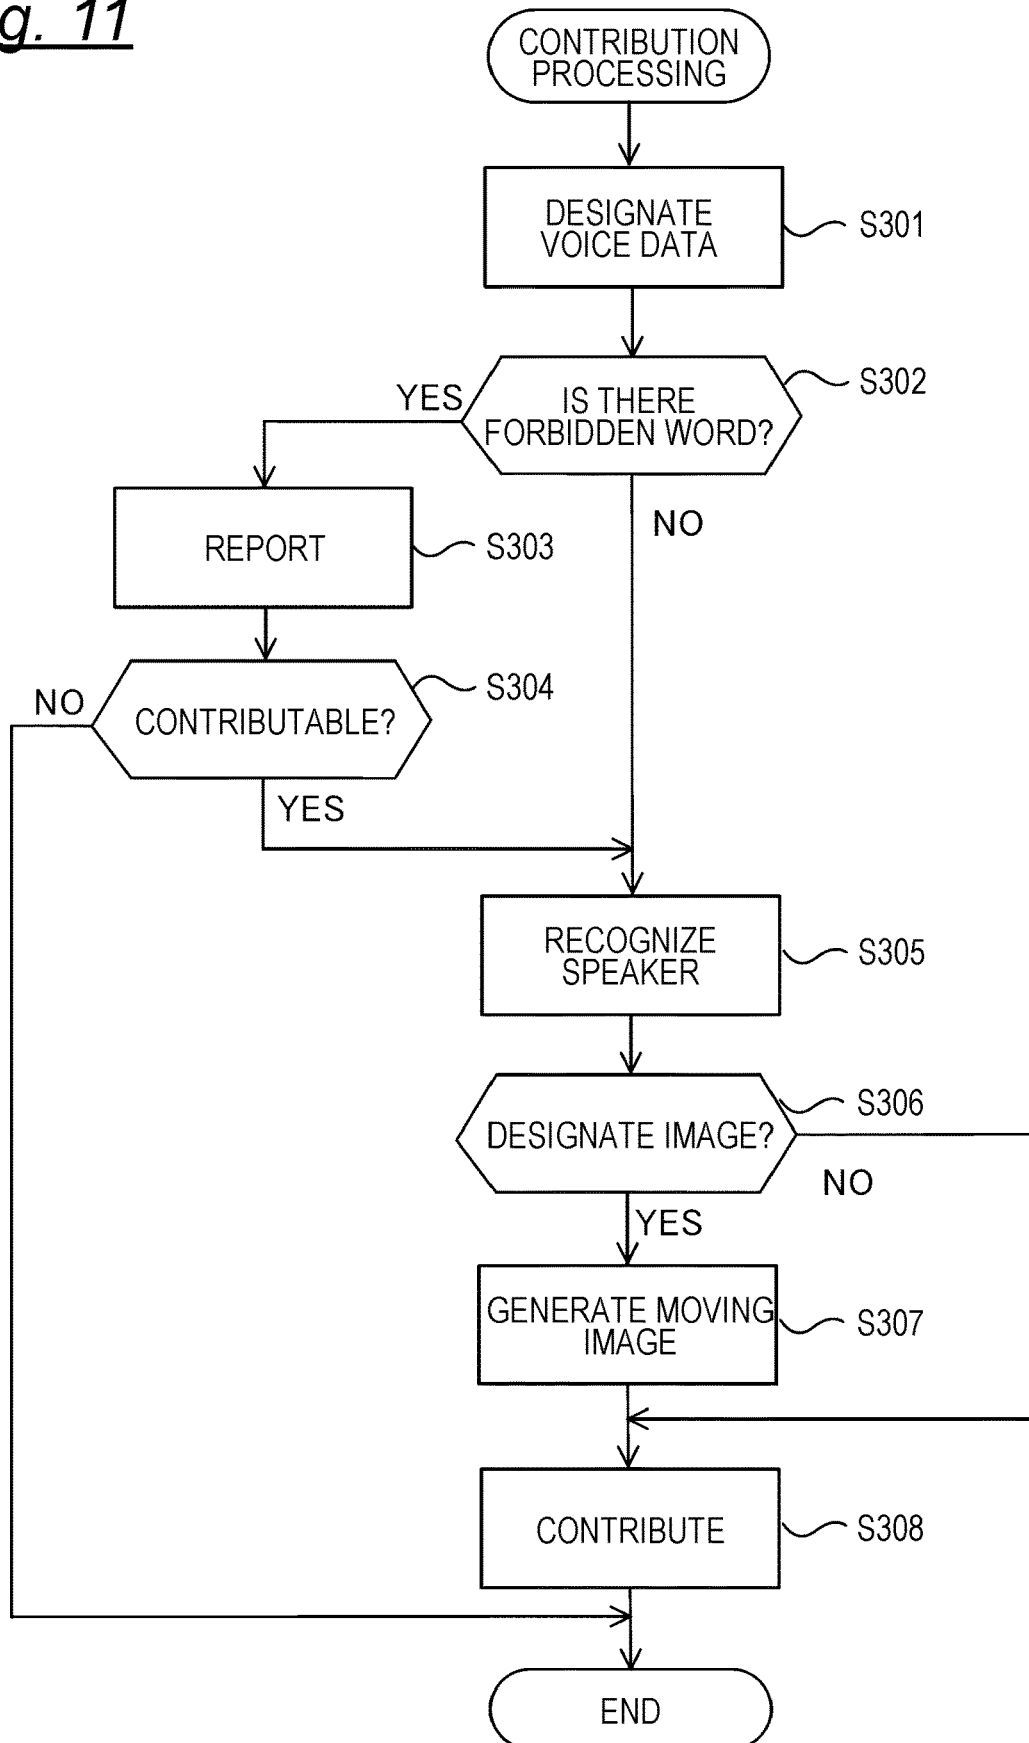 g. 11
CONTRIBUTION
PROCESSING
DESIGNATE
VOICE DATA
S301
IS THERE
FORBIDDEN WORD?
S302
YES
NO
REPORT
S303
CONTRIBUTABLE?
S304
NO
YES
RECOGNIZE
SPEAKER
S305
DESIGNATE IMAGE?
S306
NO
YES
GENERATE MOVING
IMAGE
S307
CONTRIBUTE
S308
END